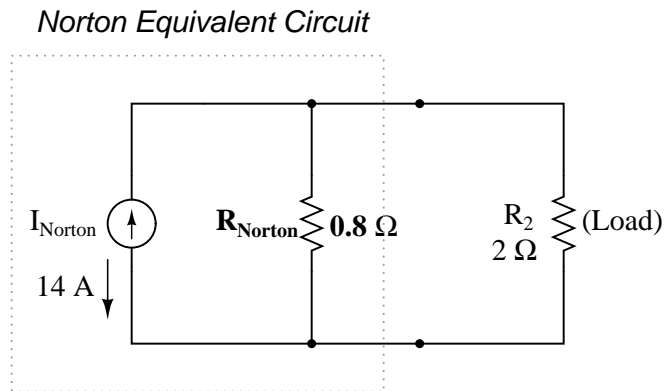 Norton Equivalent Circuit
I_Norton
14 A
R_Norton 0.8 Ω
R_2
2 Ω
(Load)